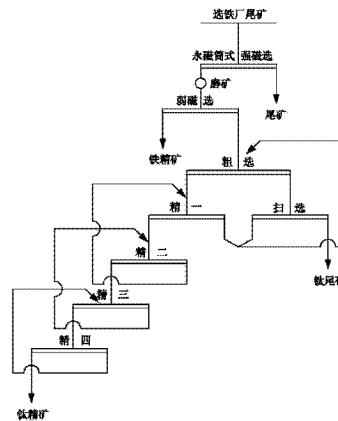 选铁厂尾矿
永磁筒式 强磁选
磨矿
弱磁 选
尾矿
铁精矿
粗 选
精 一
扫 选
精 二
钛尾矿
精 三
精 四
钛精矿